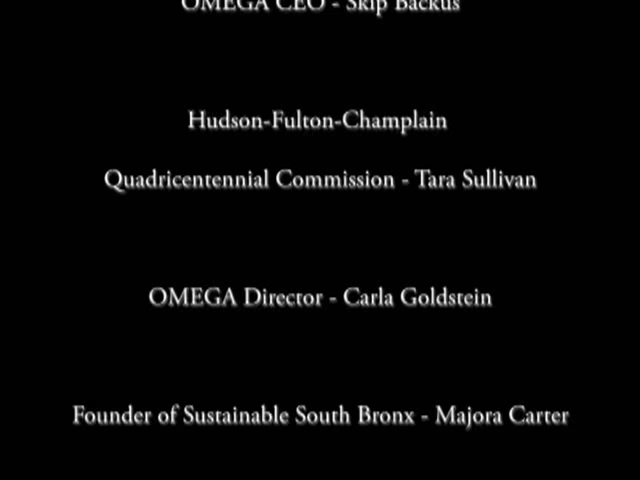 OMEGA CEO - Skip Backus
Hudson-Fulton-Champlain
Quadricentennial Commission - Tara Sullivan
OMEGA Director - Carla Goldstein
Founder of Sustainable South Bronx - Majora Carter